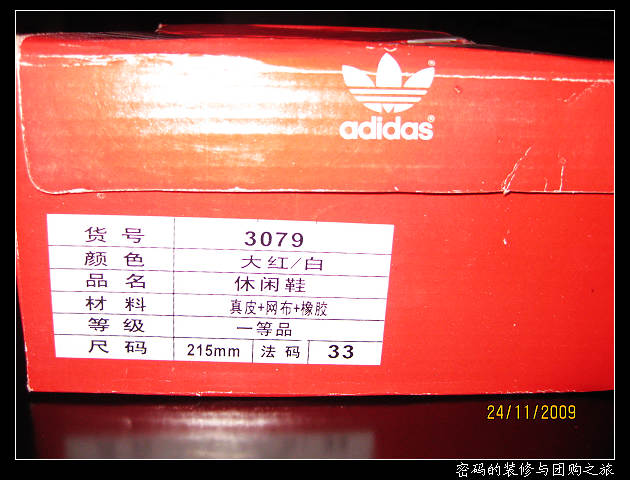 adidas
货号 3079
颜色 大红/白
品名 休闲鞋
材料 真皮+网布+橡胶
等级 一等品
尺码 215mm 法码 33
24/11/2009
密码的装修与团购之旅